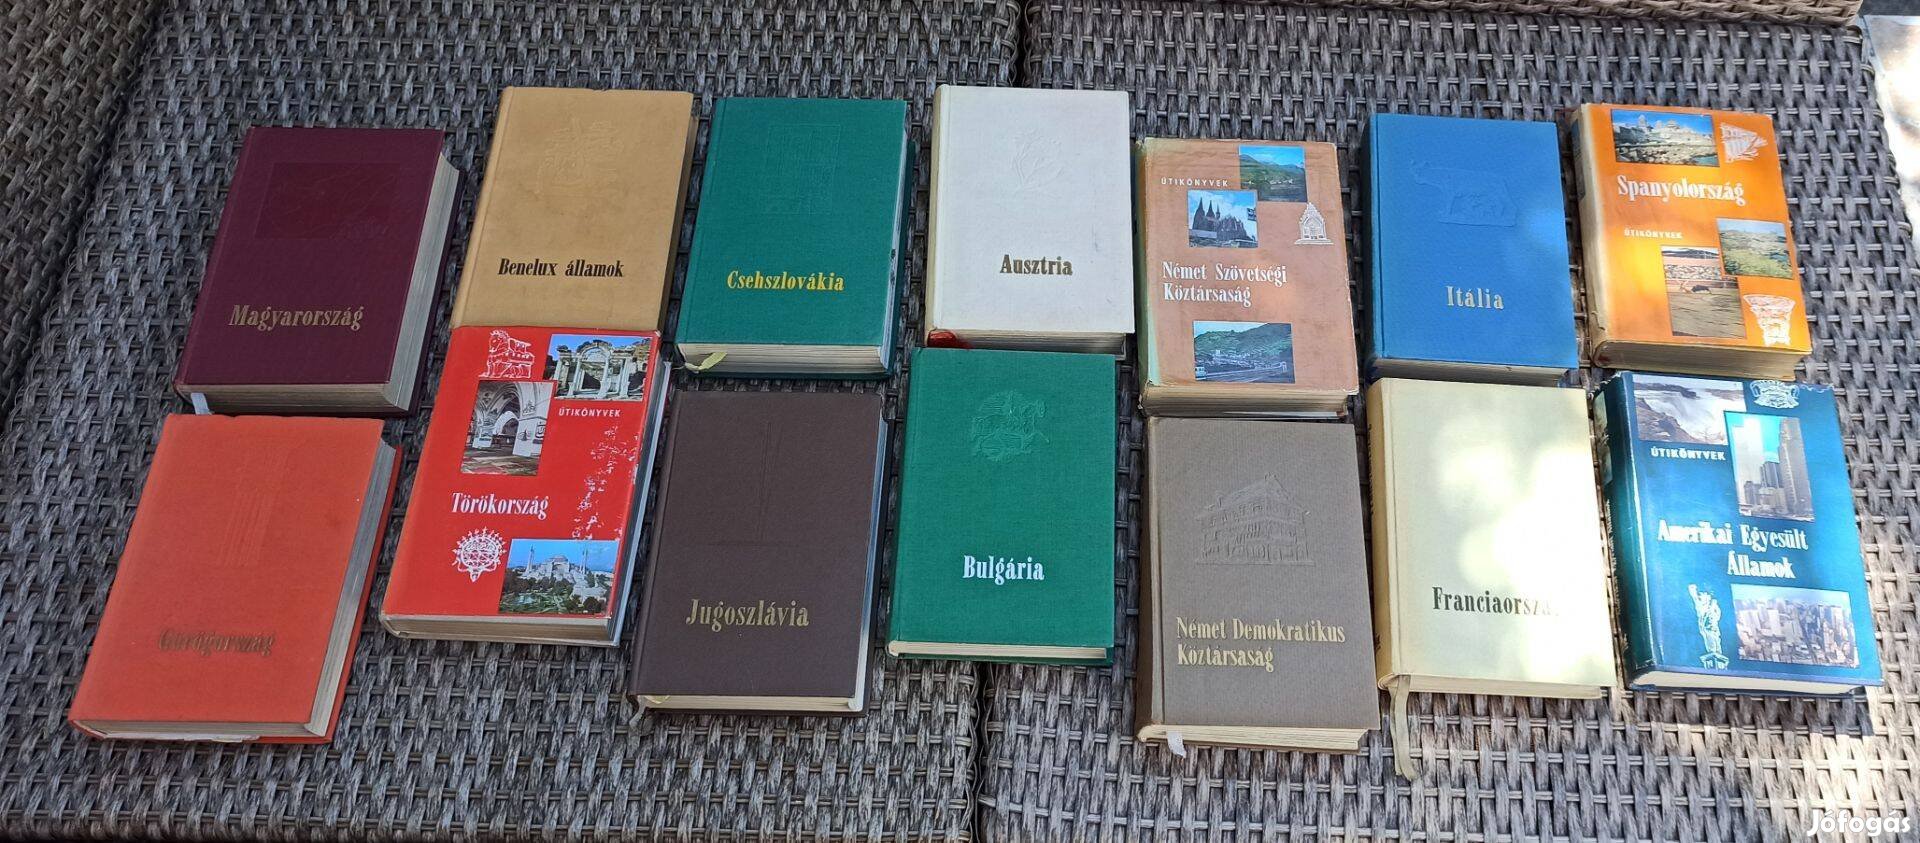 Magyarország
Benelux államok
Csehszlovákia
Ausztria
ÚTIKÖNYVEK
Német Szövetségi
Köztársaság
Itália
Spanyolország
ÚTIKÖNYVEK
Görögország
ÚTIKÖNYVEK
Törökország
Jugoszlávia
Bulgária
Német Demokratikus
Köztársaság
Franciaország
ÚTIKÖNYVEK
Amerikai Egyesült
Államok
Jófogás